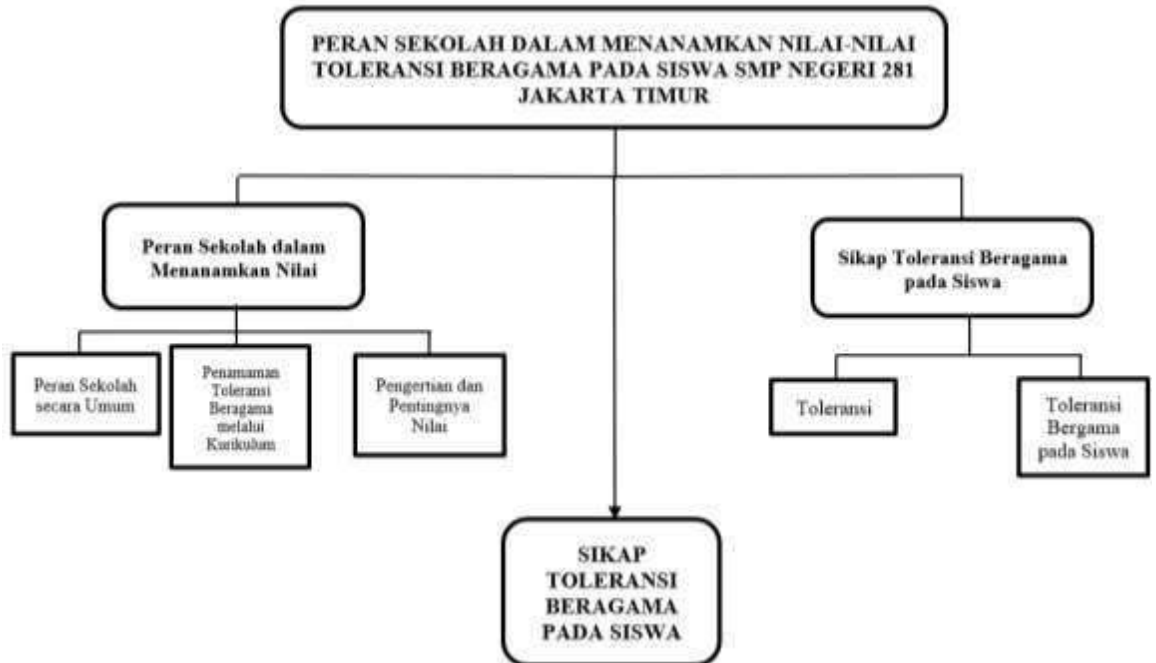 PERAN SEKOLAH DALAM MENANAMKAN NILAI-NILAI
TOLERANSI BERAGAMA PADA SISWA SMP NEGERI 281
JAKARTA TIMUR
Peran Sekolah dalam
Menanamkan Nilai
Sikap Toleransi Beragama
pada Siswa
Peran Sekolah
secara Umum
Penamaman
Toleransi
Beragama
melalui
Kurikulum
Pengertian dan
Pentingnya
Nilai
Toleransi
Toleransi
Bergama
pada Siswa
SIKAP
TOLERANSI
BERAGAMA
PADA SISWA